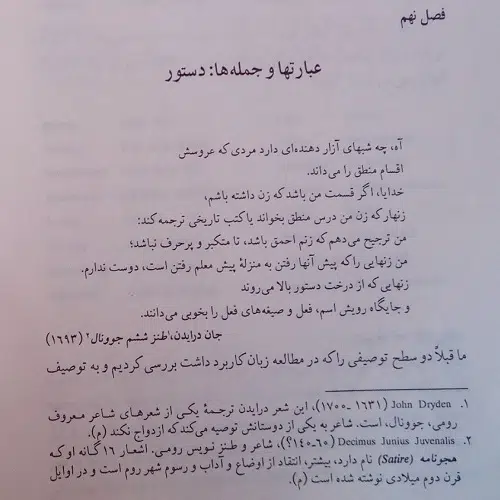 فصل نهم
عبارتها و جمله‌ها: دستور
آه، چه شبهای آزار دهنده‌ای دارد مردی که عروسش
اقسام منطق را می‌داند.
خدایا، اگر قسمت من باشد که زن داشته باشم،
زنهار که زن من درس منطق بخواند یا کتب تاریخی ترجمه کند:
من ترجیح می‌دهم که زنم احمق باشد، تا متکبر و پرحرف نباشد؛
من زنهایی را که پیش آنها رفتن به منزلهٔ پیش معلم رفتن است، دوست ندارم.
زنهایی که از درخت دستور بالا می‌روند
و جایگاه رویش اسم، فعل و صیغه‌های فعل را بخوبی می‌دانند.
جان درایدن،۱ طنز ششم جوونال۲ (۱۶۹۳)
ما قبلاً دو سطح توصیفی را که در مطالعه زبان کاربرد داشت بررسی کردیم و به توصیف
۱. John Dryden (۱۶۳۱ - ۱۷۰۰)، این شعر درایدن ترجمهٔ یکی از شعرهای شاعر معروف
رومی، جوونال، است. شاعر به یکی از دوستانش توصیه می‌کند که ازدواج نکند (م).
۲. Decimus Junius Juvenalis (۶۰-۱۴۰؟)، شاعر و طنز نویس رومی. اشعار ۱۶ گانه او که
هجونامه (Satire) نام دارد، بیشتر، انتقاد از اوضاع و آداب و رسوم شهر روم است و در اوایل
قرن دوم میلادی نوشته شده است (م).